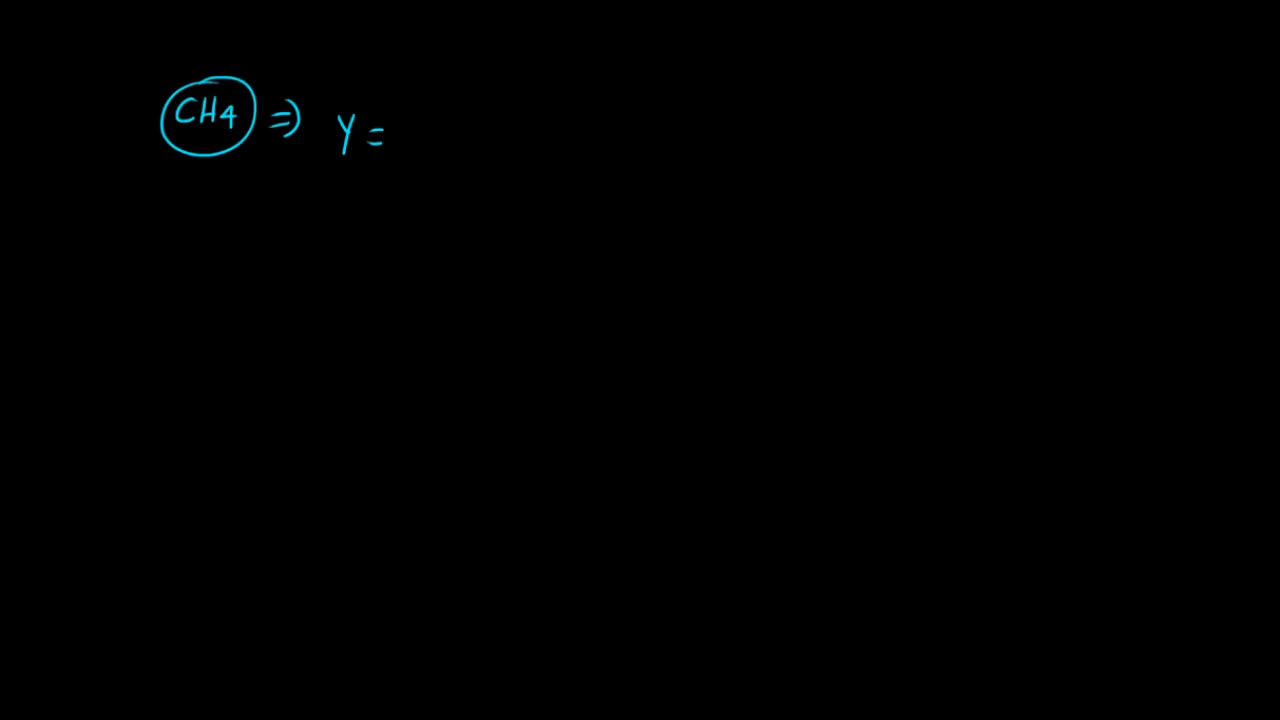 CH4 => Y =